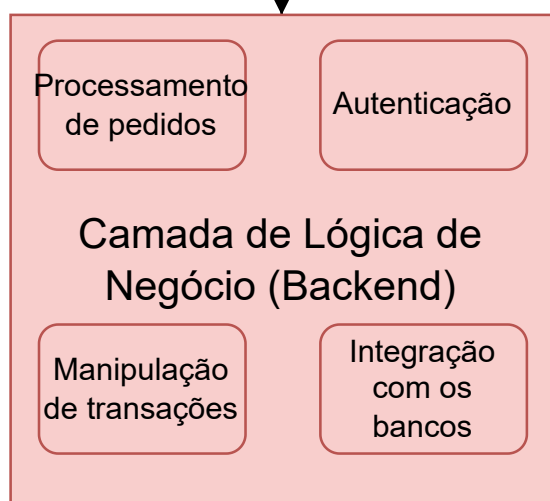 Processamento
de pedidos
Autenticação
Camada de Lógica de
Negócio (Backend)
Manipulação
de transações
Integração
com os
bancos